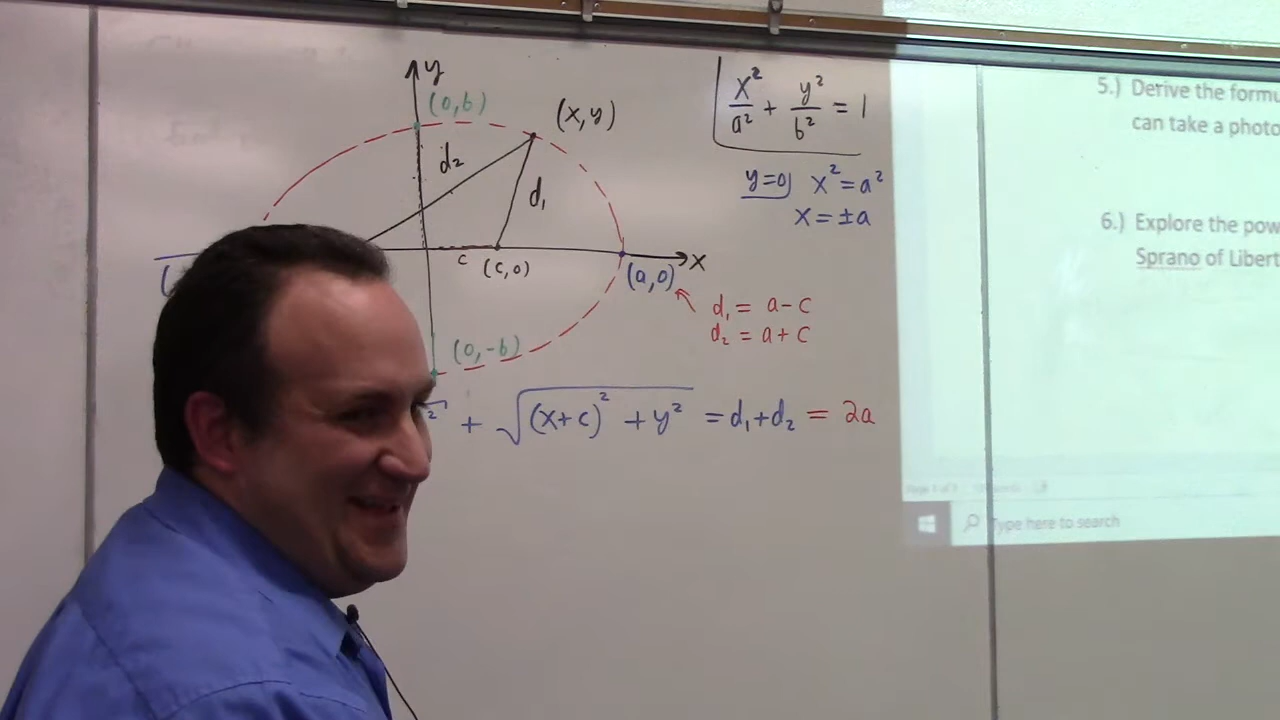 y
(0,b)
(x,y)
d₂
d₁
c
(c,0)
x
(a,0)
(0,-b)
x²/a² + y²/b² = 1
y=0
x² = a²
x = ±a
d₁ = a-c
d₂ = a+c
+ √((x+c)² + y²) = d₁+d₂ = 2a
5.) Derive the formu
can take a photo
6.) Explore the pow
Sprano of Libert
Type here to search